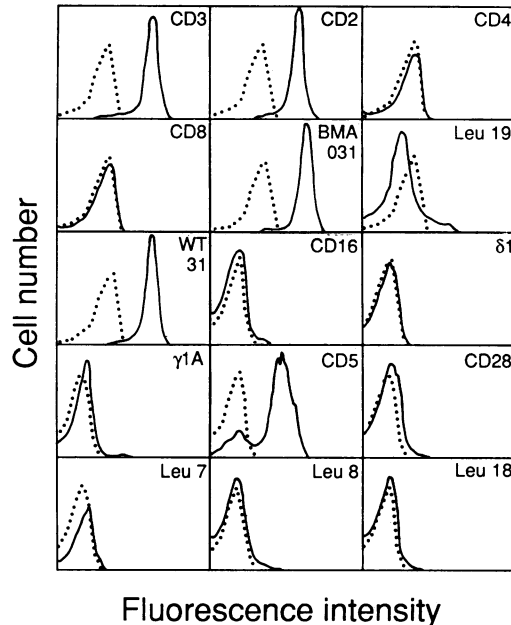 CD3
CD2
CD4
CD8
BMA
031
Leu 19
WT
31
CD16
δ1
γ1A
CD5
CD28
Leu 7
Leu 8
Leu 18
Cell number
Fluorescence intensity